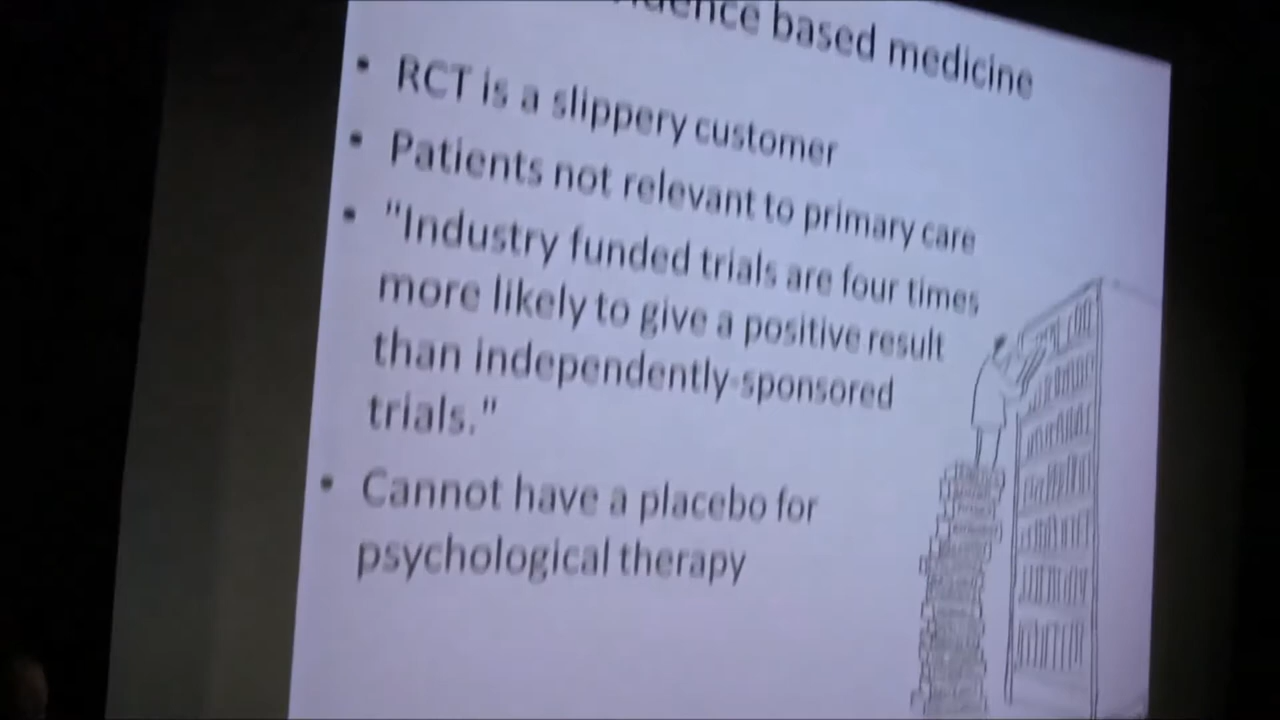 based medicine
• RCT is a slippery customer
• Patients not relevant to primary care
• "Industry funded trials are four times
more likely to give a positive result
than independently-sponsored
trials."
• Cannot have a placebo for
psychological therapy